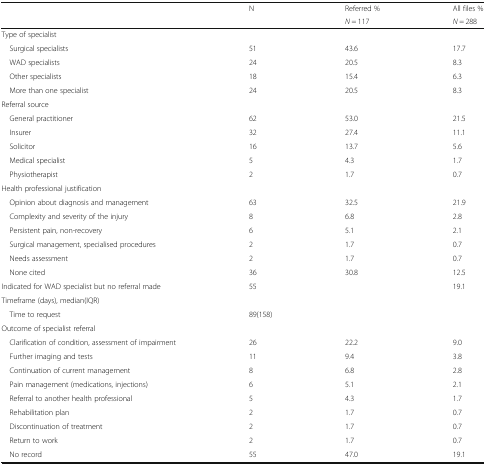 N Referred % All files %
N = 117 N = 288
Type of specialist
Surgical specialists 51 43.6 17.7
WAD specialists 24 20.5 8.3
Other specialists 18 15.4 6.3
More than one specialist 24 20.5 8.3
Referral source
General practitioner 62 53.0 21.5
Insurer 32 27.4 11.1
Solicitor 16 13.7 5.6
Medical specialist 5 4.3 1.7
Physiotherapist 2 1.7 0.7
Health professional justification
Opinion about diagnosis and management 63 32.5 21.9
Complexity and severity of the injury 8 6.8 2.8
Persistent pain, non-recovery 6 5.1 2.1
Surgical management, specialised procedures 2 1.7 0.7
Needs assessment 2 1.7 0.7
None cited 36 30.8 12.5
Indicated for WAD specialist but no referral made 55 19.1
Timeframe (days), median(IQR)
Time to request 89(158)
Outcome of specialist referral
Clarification of condition, assessment of impairment 26 22.2 9.0
Further imaging and tests 11 9.4 3.8
Continuation of current management 8 6.8 2.8
Pain management (medications, injections) 6 5.1 2.1
Referral to another health professional 5 4.3 1.7
Rehabilitation plan 2 1.7 0.7
Discontinuation of treatment 2 1.7 0.7
Return to work 2 1.7 0.7
No record 55 47.0 19.1